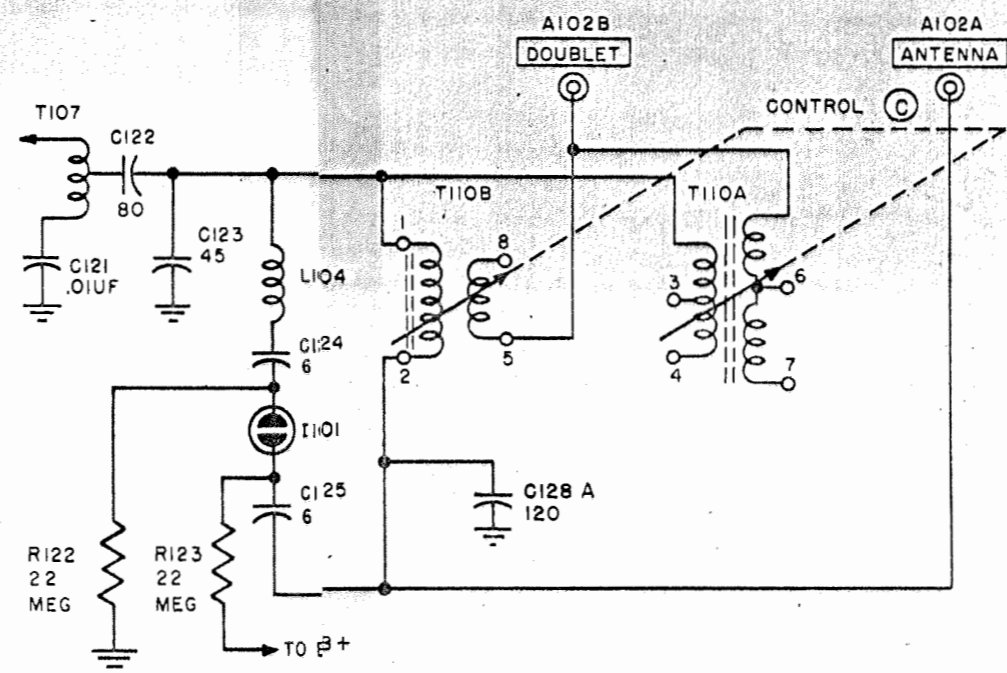 A102B
DOUBLET
A102A
ANTENNA
CONTROL C
T107
C122
80
C123
45
C121
.01UF
L104
C124
6
I101
C125
6
T110B
1
2
8
5
T110A
3
4
6
7
C128 A
120
R122
22
MEG
R123
22
MEG
TO B+